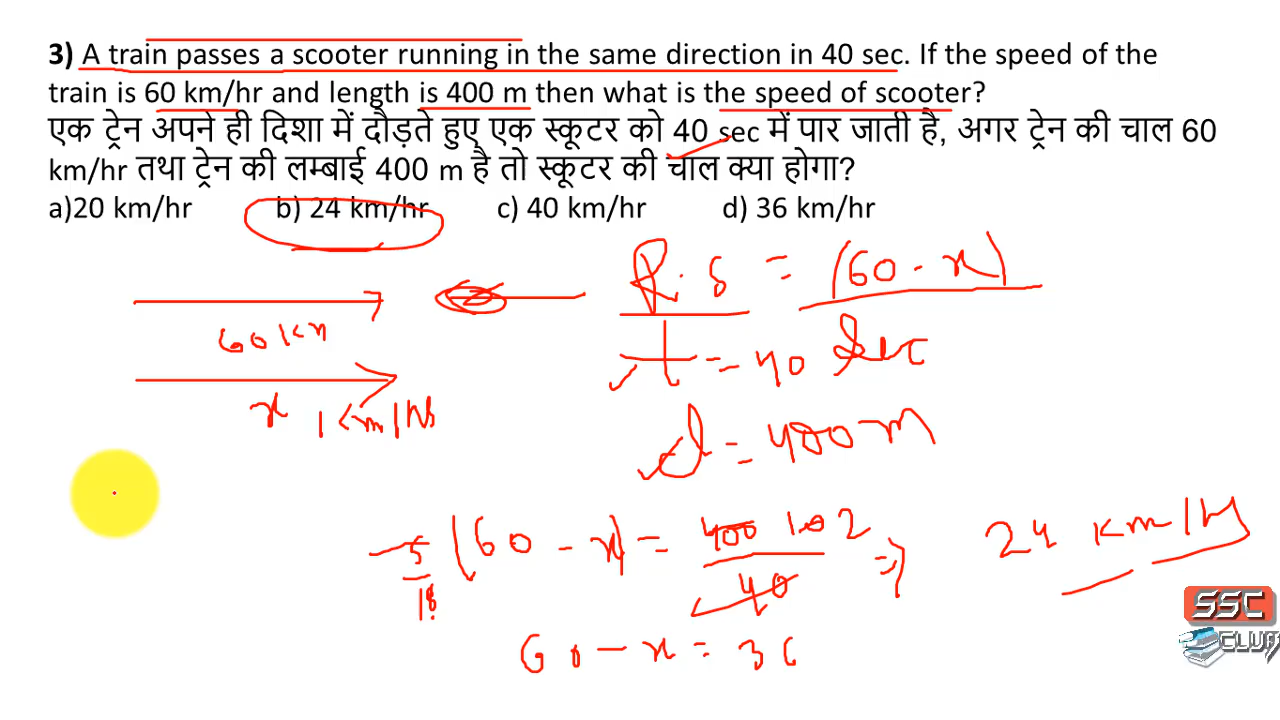 3) A train passes a scooter running in the same direction in 40 sec. If the speed of the
train is 60 km/hr and length is 400 m then what is the speed of scooter?
एक ट्रेन अपने ही दिशा में दौड़ते हुए एक स्कूटर को 40 sec में पार जाती है, अगर ट्रेन की चाल 60
km/hr तथा ट्रेन की लम्बाई 400 m है तो स्कूटर की चाल क्या होगा?
a)20 km/hr b) 24 km/hr c) 40 km/hr d) 36 km/hr
R.S = (60 - x)
60 km
t = 40 Sec
x km/hr
d = 400 m
5/18 (60 - x) = 400/40 10 2 ⇒ 24 km/hr
60 - x = 36
SSC
CLUB